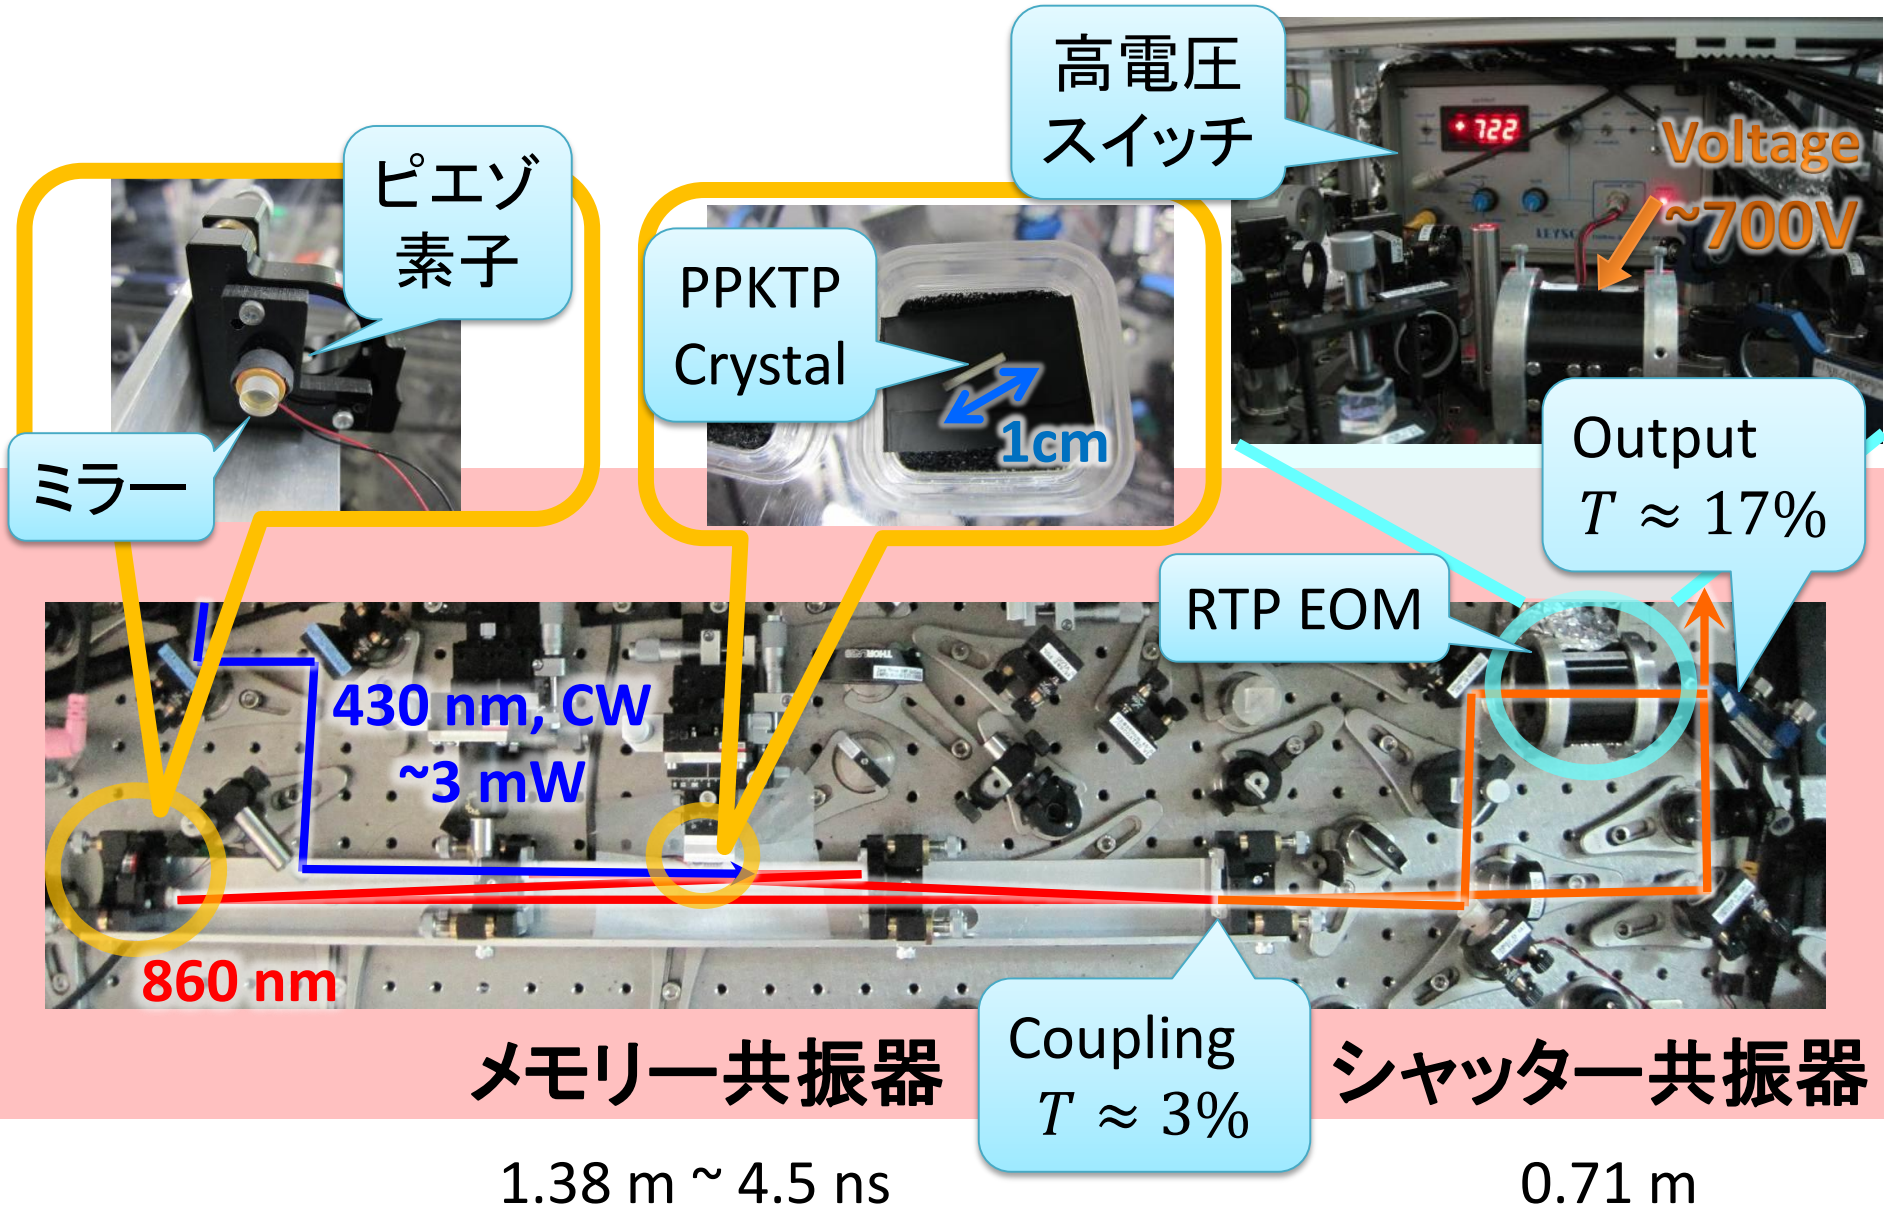 高電圧
スイッチ
+722
Voltage
~700V
ピエゾ
素子
PPKTP
Crystal
1cm
ミラー
Output
T ≈ 17%
RTP EOM
430 nm, CW
~3 mW
860 nm
Coupling
T ≈ 3%
メモリー共振器
シャッター共振器
1.38 m ~ 4.5 ns
0.71 m